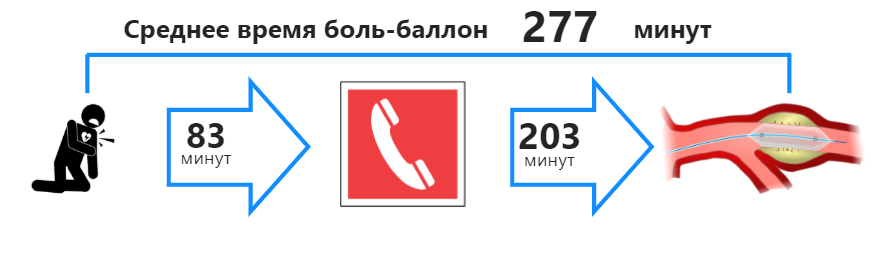 Среднее время боль-баллон 277 минут
83
минут
203
минут